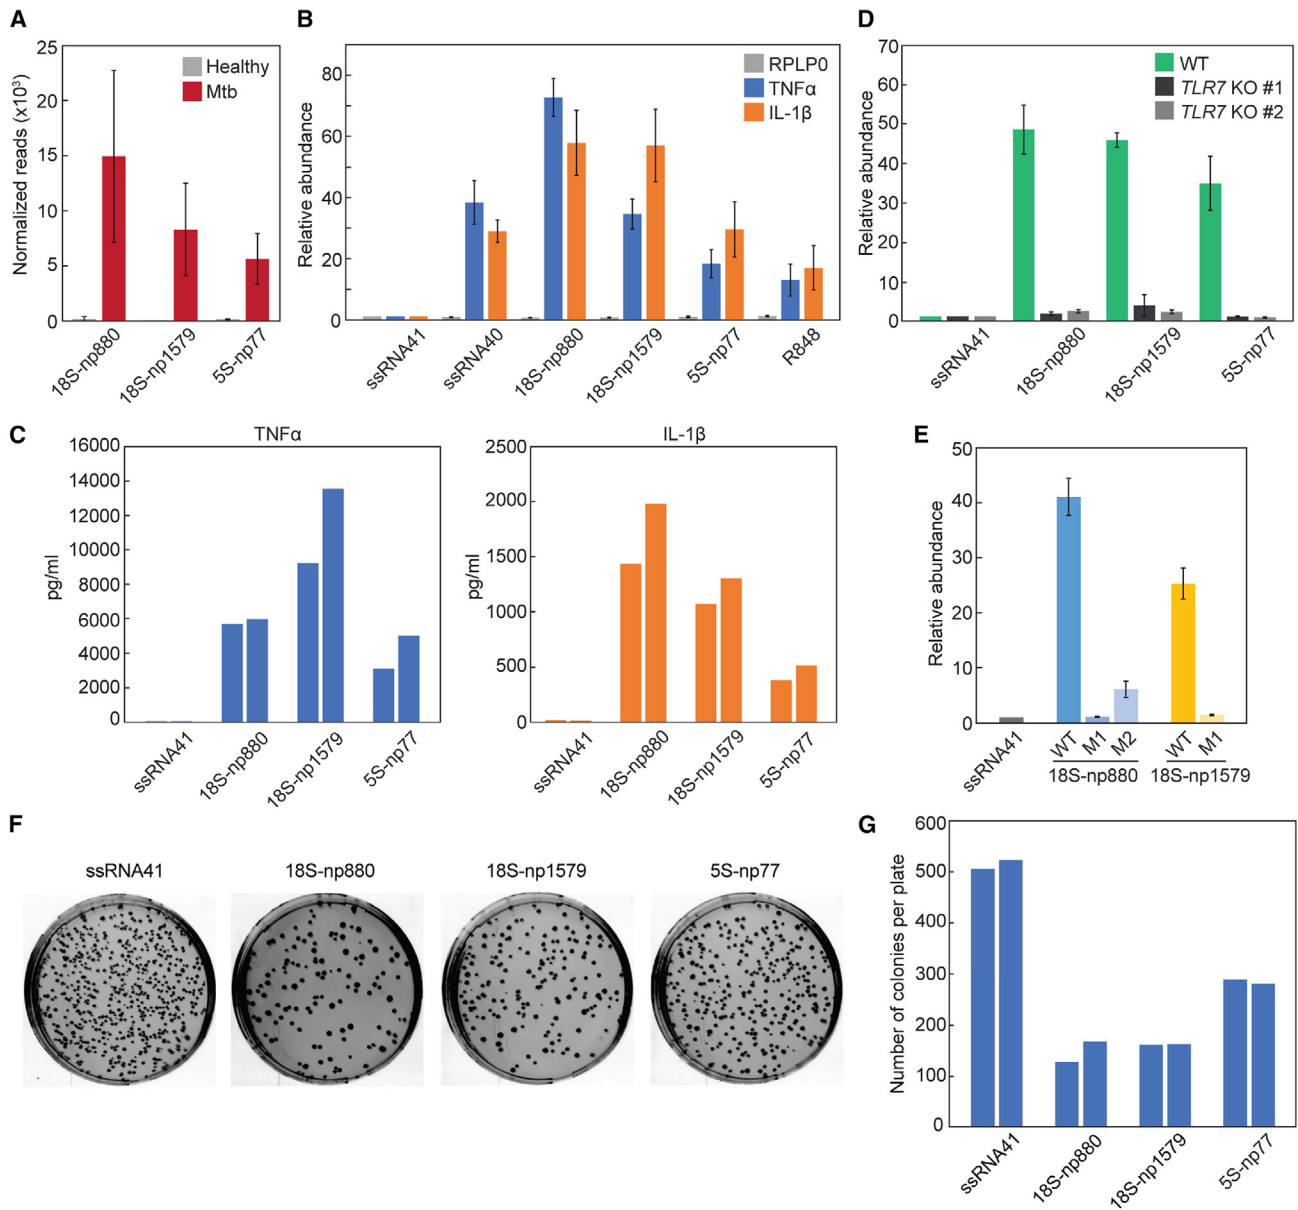 A
Normalized reads (x10³)
25
20
15
10
5
0
Healthy
Mtb
18S-np880
18S-np1579
5S-np77
B
Relative abundance
80
60
40
20
0
RPLP0
TNFα
IL-1β
ssRNA41
ssRNA40
18S-np880
18S-np1579
5S-np77
R848
D
Relative abundance
70
60
50
40
30
20
10
0
WT
TLR7 KO #1
TLR7 KO #2
ssRNA41
18S-np880
18S-np1579
5S-np77
C
TNFα
pg/ml
16000
14000
12000
10000
8000
6000
4000
2000
0
ssRNA41
18S-np880
18S-np1579
5S-np77
IL-1β
pg/ml
2500
2000
1500
1000
500
0
ssRNA41
18S-np880
18S-np1579
5S-np77
E
Relative abundance
50
40
30
20
10
0
ssRNA41
WT M1 M2
18S-np880
WT M1
18S-np1579
F
ssRNA41
18S-np880
18S-np1579
5S-np77
G
Number of colonies per plate
600
500
400
300
200
100
0
ssRNA41
18S-np880
18S-np1579
5S-np77